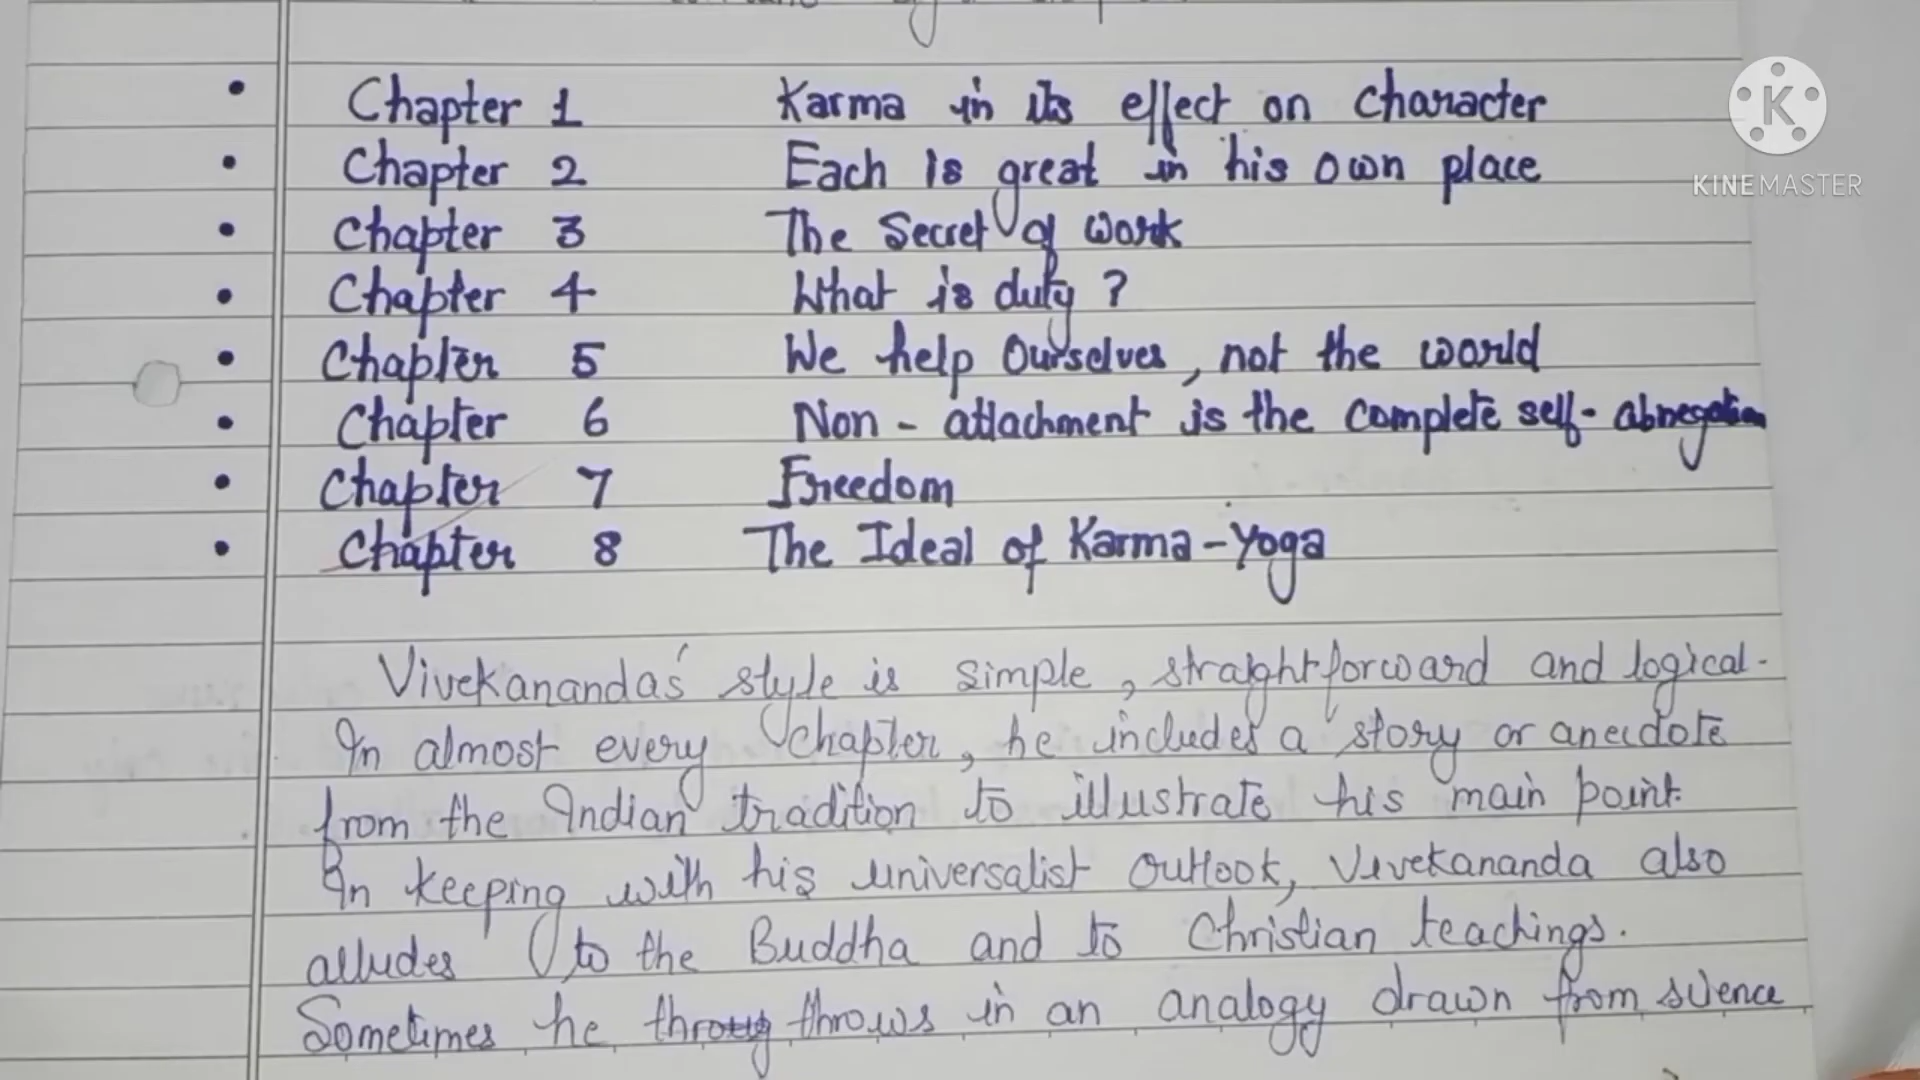 • Chapter 1 Karma in its effect on character
• Chapter 2 Each is great in his own place
• Chapter 3 The Secret of work
• Chapter 4 What is duty ?
• Chapter 5 We help Ourselves, not the world
• Chapter 6 Non - attachment is the complete self- abnegation
• Chapter 7 Freedom
• Chapter 8 The Ideal of Karma-Yoga
KINEMASTER
Vivekananda's style is simple, straightforward and logical.
In almost every chapter, he includes a story or anecdote
from the Indian tradition to illustrate his main point.
In keeping with his universalist outlook, Vivekananda also
alludes to the Buddha and to Christian teachings.
Sometimes he throws in an analogy drawn from science